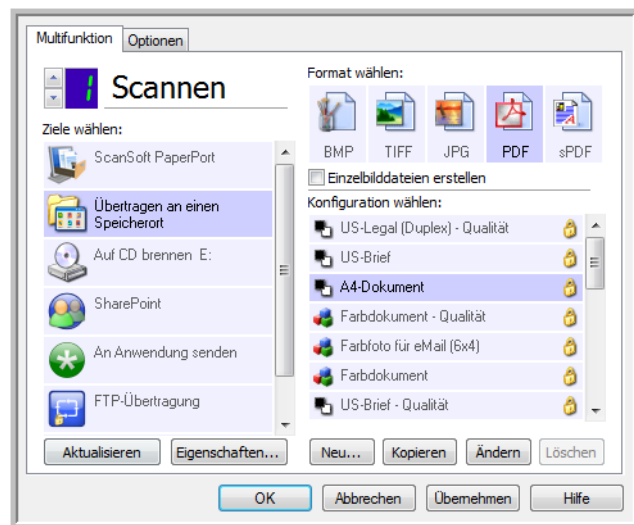 Multifunktion
Optionen
1
Scannen
Ziele wählen:
ScanSoft PaperPort
Übertragen an einen
Speicherort
Auf CD brennen E:
SharePoint
An Anwendung senden
FTP-Übertragung
Aktualisieren
Eigenschaften...
Format wählen:
BMP
TIFF
JPG
PDF
sPDF
Einzelbilddateien erstellen
Konfiguration wählen:
US-Legal (Duplex) - Qualität
US-Brief
A4-Dokument
Farbdokument - Qualität
Farbfoto für eMail (6x4)
Farbdokument
US-Brief - Qualität
Neu...
Kopieren
Ändern
Löschen
OK
Abbrechen
Übernehmen
Hilfe